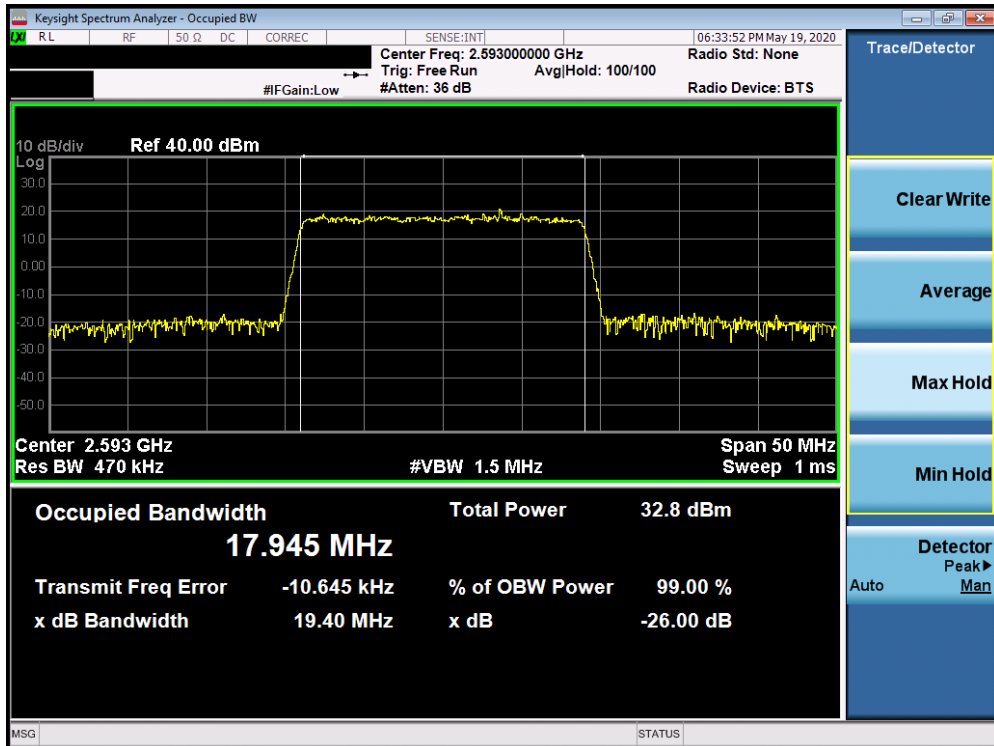 Keysight Spectrum Analyzer - Occupied BW
LXI RL RF 50 Ω DC CORREC SENSE:INT 06:33:52 PM May 19, 2020
Center Freq: 2.593000000 GHz Radio Std: None
Trig: Free Run Avg|Hold: 100/100
#IFGain:Low #Atten: 36 dB Radio Device: BTS
10 dB/div Ref 40.00 dBm
Log
30.0
20.0
10.0
0.00
-10.0
-20.0
-30.0
-40.0
-50.0
Center 2.593 GHz Span 50 MHz
Res BW 470 kHz #VBW 1.5 MHz Sweep 1 ms
Occupied Bandwidth Total Power 32.8 dBm
17.945 MHz
Transmit Freq Error -10.645 kHz % of OBW Power 99.00 %
x dB Bandwidth 19.40 MHz x dB -26.00 dB
Trace/Detector
Clear Write
Average
Max Hold
Min Hold
Detector
Peak▶
Auto Man
MSG STATUS